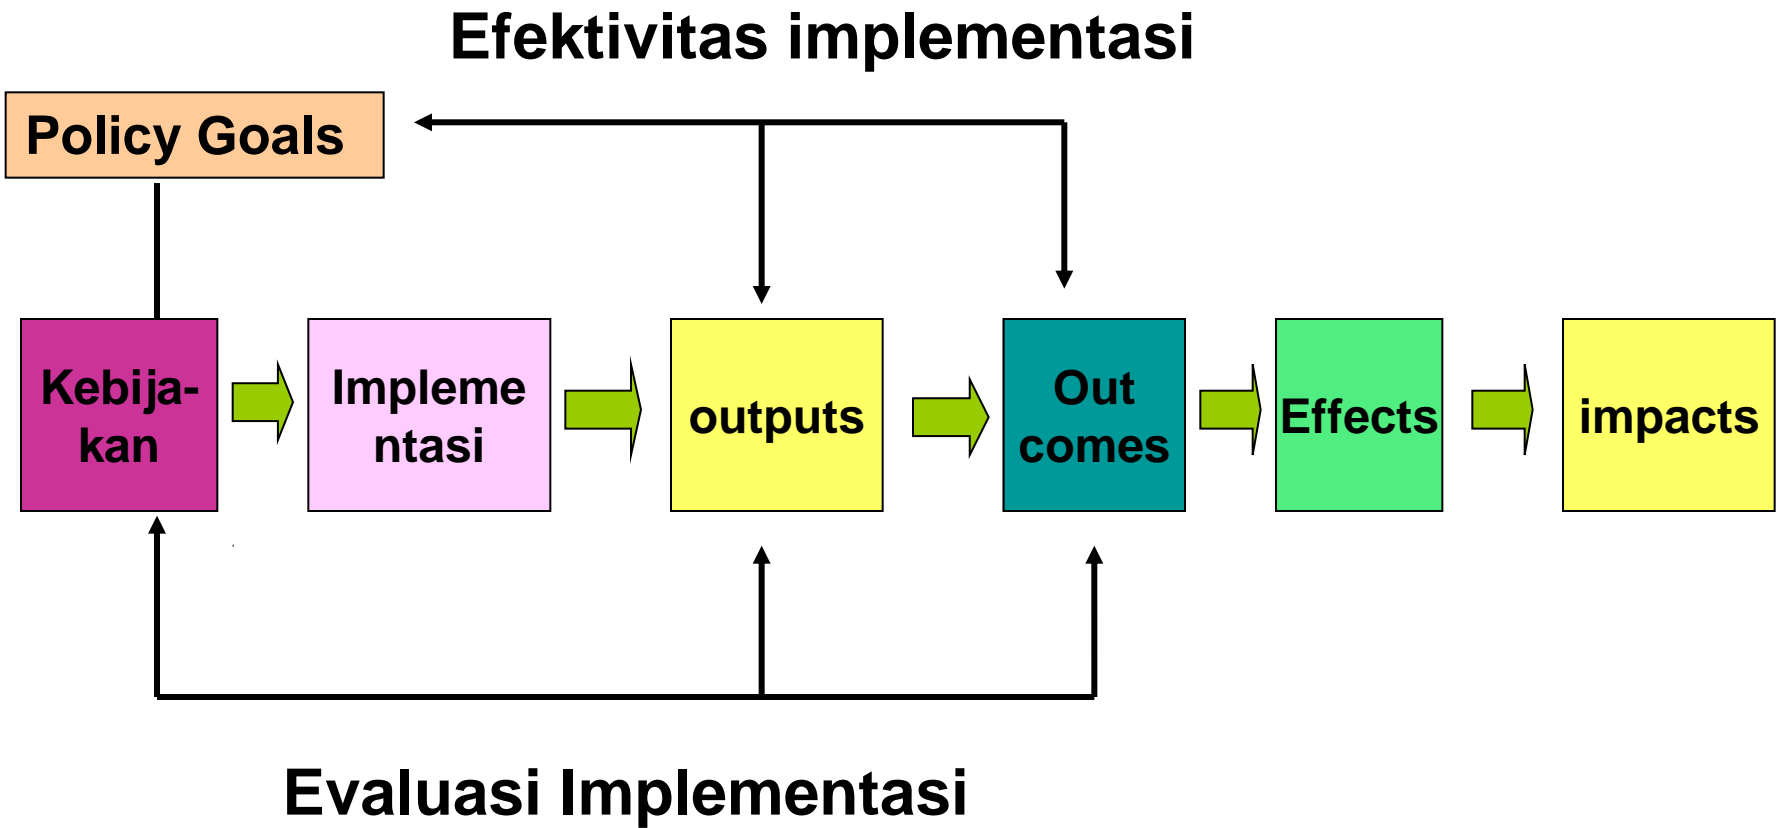 Efektivitas implementasi
Policy Goals
Kebija-
kan
Impleme
ntasi
outputs
Out
comes
Effects
impacts
Evaluasi Implementasi